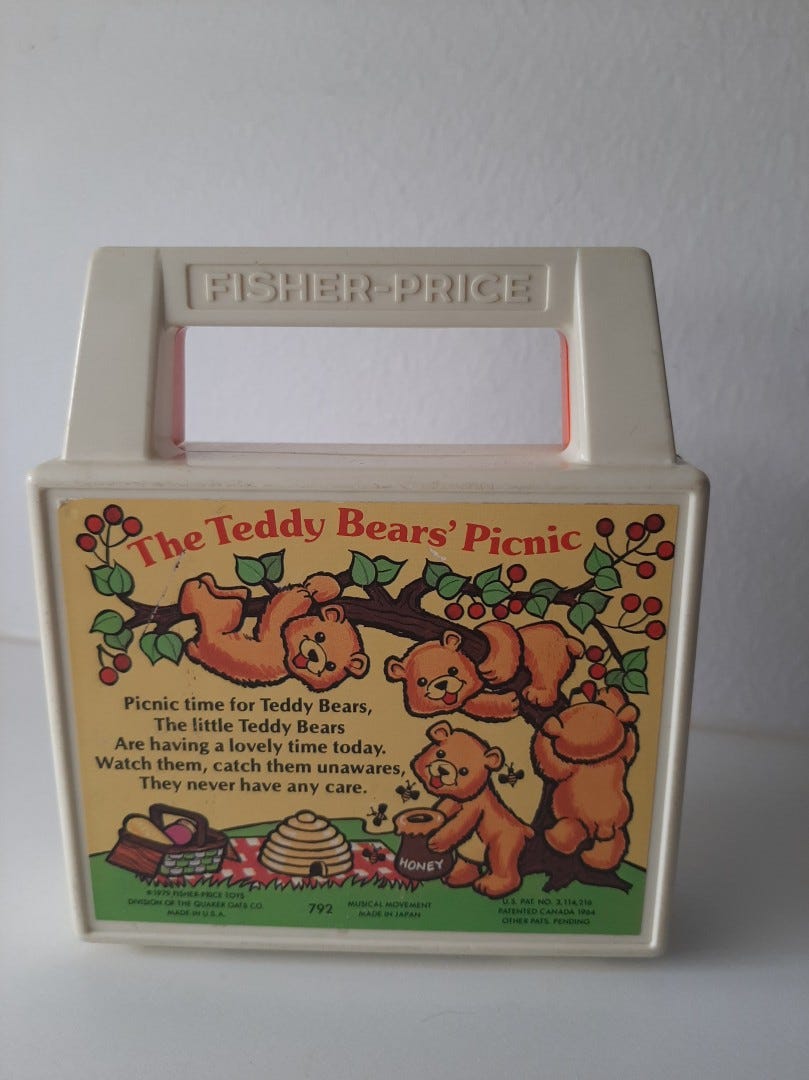 FISHER-PRICE
The Teddy Bears' Picnic
Picnic time for Teddy Bears,
The little Teddy Bears
Are having a lovely time today.
Watch them, catch them unawares,
They never have any care.
HONEY
©1979 FISHER-PRICE TOYS
DIVISION OF THE QUAKER OATS CO.
MADE IN U.S.A.
792
MUSICAL MOVEMENT
MADE IN JAPAN
U.S. PAT. NO. 3,114,216
PATENTED CANADA 1964
OTHER PATS. PENDING